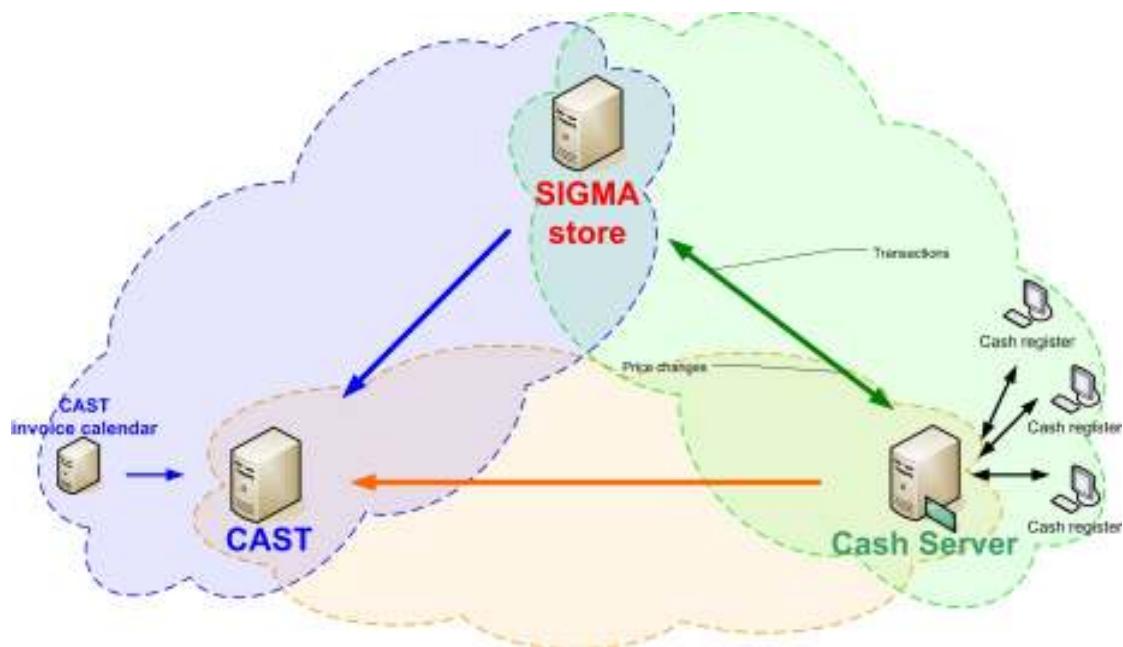 SIGMA
store
Transactions
Cash register
Price changes
Cash register
CAST
invoice calendar
Cash register
CAST
Cash Server